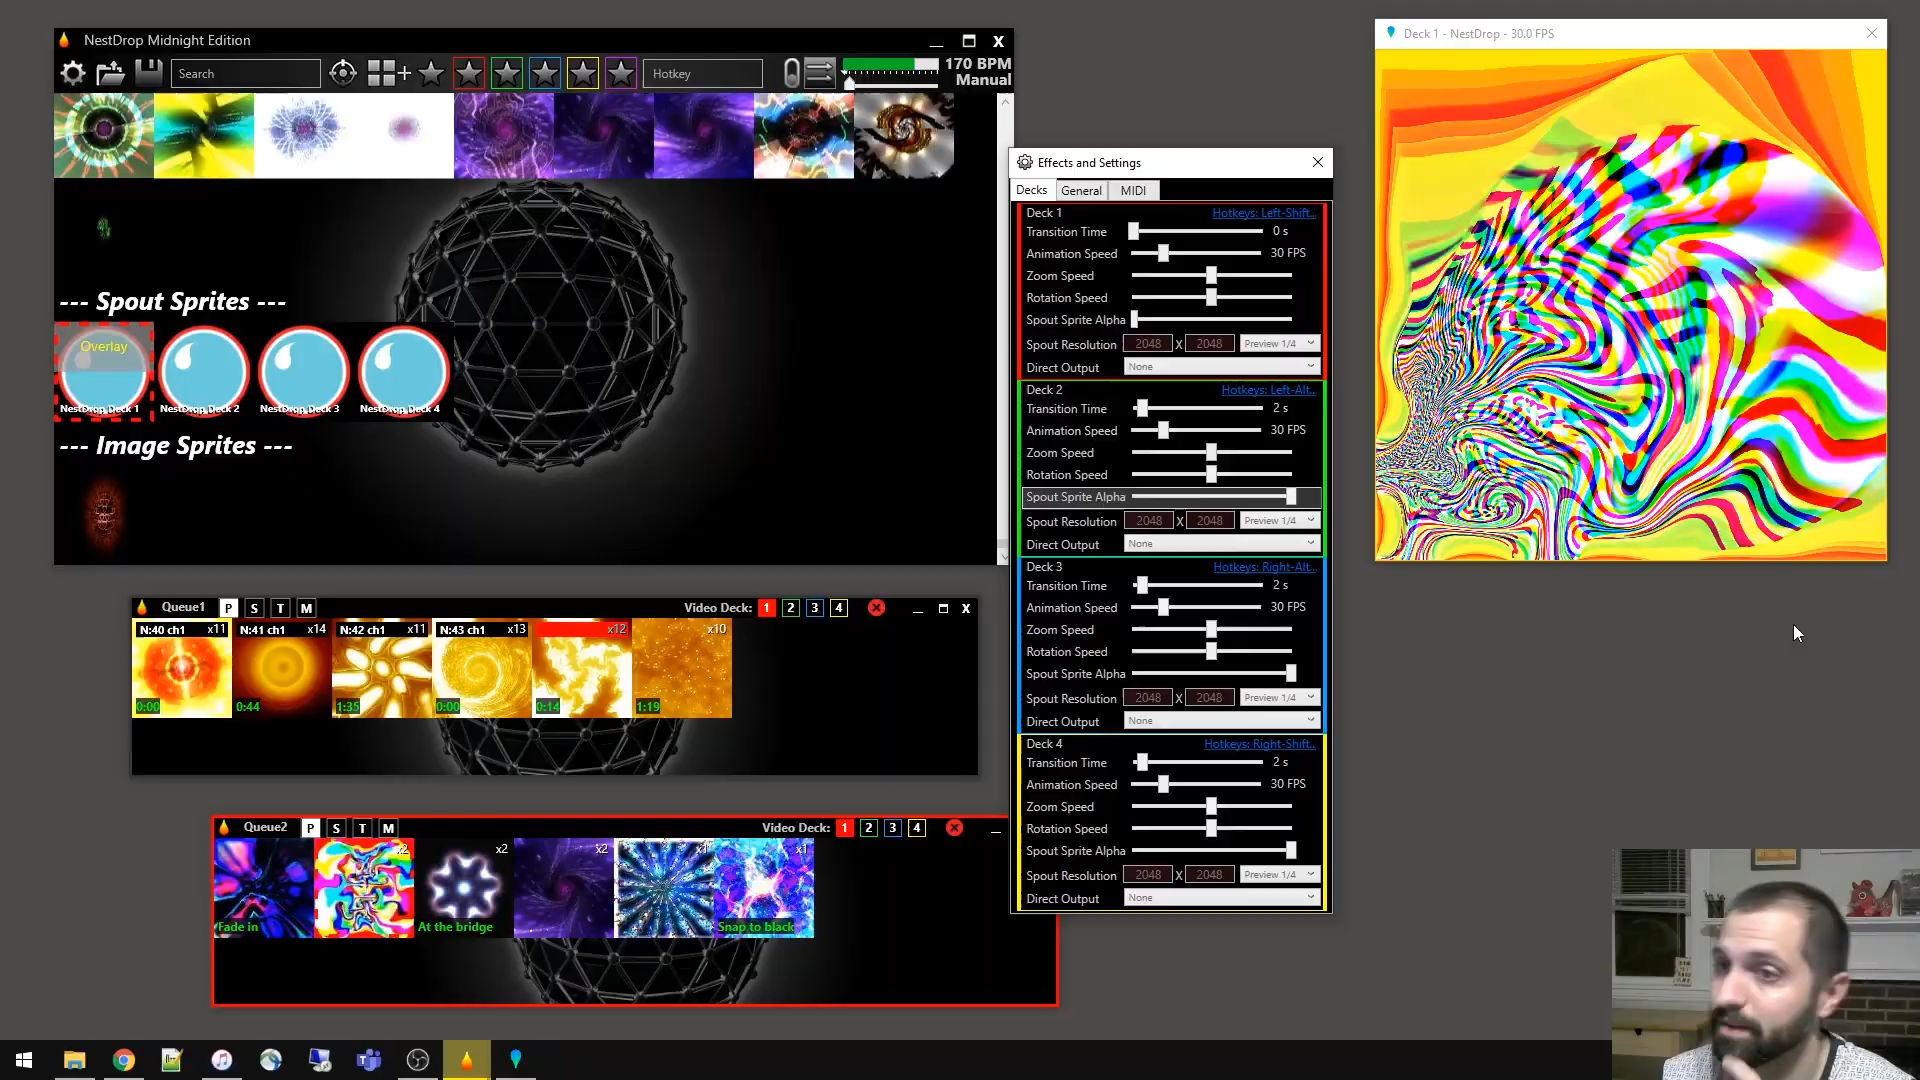 NestDrop Midnight Edition
Search
Hotkey
170 BPM
Manual
--- Spout Sprites ---
Overlay
NestDrop Deck 1
NestDrop Deck 2
NestDrop Deck 3
NestDrop Deck 4
--- Image Sprites ---
Deck 1 - NestDrop - 30.0 FPS
Effects and Settings
Decks
General
MIDI
Deck 1
Hotkeys: Left-Shift...
Transition Time
0 s
Animation Speed
30 FPS
Zoom Speed
Rotation Speed
Spout Sprite Alpha
Spout Resolution
2048
X
2048
Preview 1/4
Direct Output
None
Deck 2
Hotkeys: Left-Alt...
Transition Time
2 s
Animation Speed
30 FPS
Zoom Speed
Rotation Speed
Spout Sprite Alpha
Spout Resolution
2048
X
2048
Preview 1/4
Direct Output
None
Deck 3
Hotkeys: Right-Alt...
Transition Time
2 s
Animation Speed
30 FPS
Zoom Speed
Rotation Speed
Spout Sprite Alpha
Spout Resolution
2048
X
2048
Preview 1/4
Direct Output
None
Deck 4
Hotkeys: Right-Shift...
Transition Time
2 s
Animation Speed
30 FPS
Zoom Speed
Rotation Speed
Spout Sprite Alpha
Spout Resolution
2048
X
2048
Preview 1/4
Direct Output
None
Queue1
P
S
T
M
Video Deck:
1
2
3
4
N:40 ch1
x11
N:41 ch1
x14
N:42 ch1
x11
N:43 ch1
x13
x12
x10
0:00
0:44
1:35
0:00
0:14
1:19
Queue2
P
S
T
M
Video Deck:
1
2
3
4
x2
x2
x2
x1
x1
Fade in
At the bridge
Snap to black